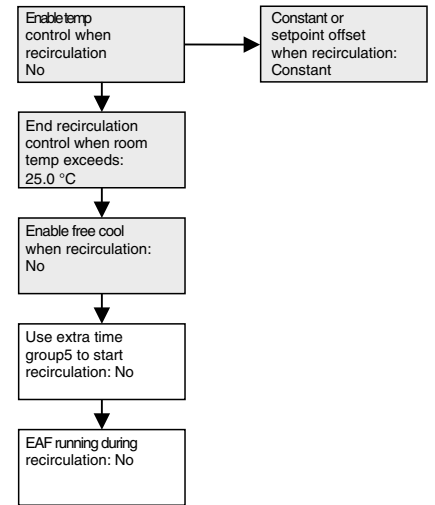 Enable temp
control when
recirculation
No
Constant or
setpoint offset
when recirculation:
Constant
End recirculation
control when room
temp exceeds:
25.0 °C
Enable free cool
when recirculation:
No
Use extra time
group5 to start
recirculation: No
EAF running during
recirculation: No